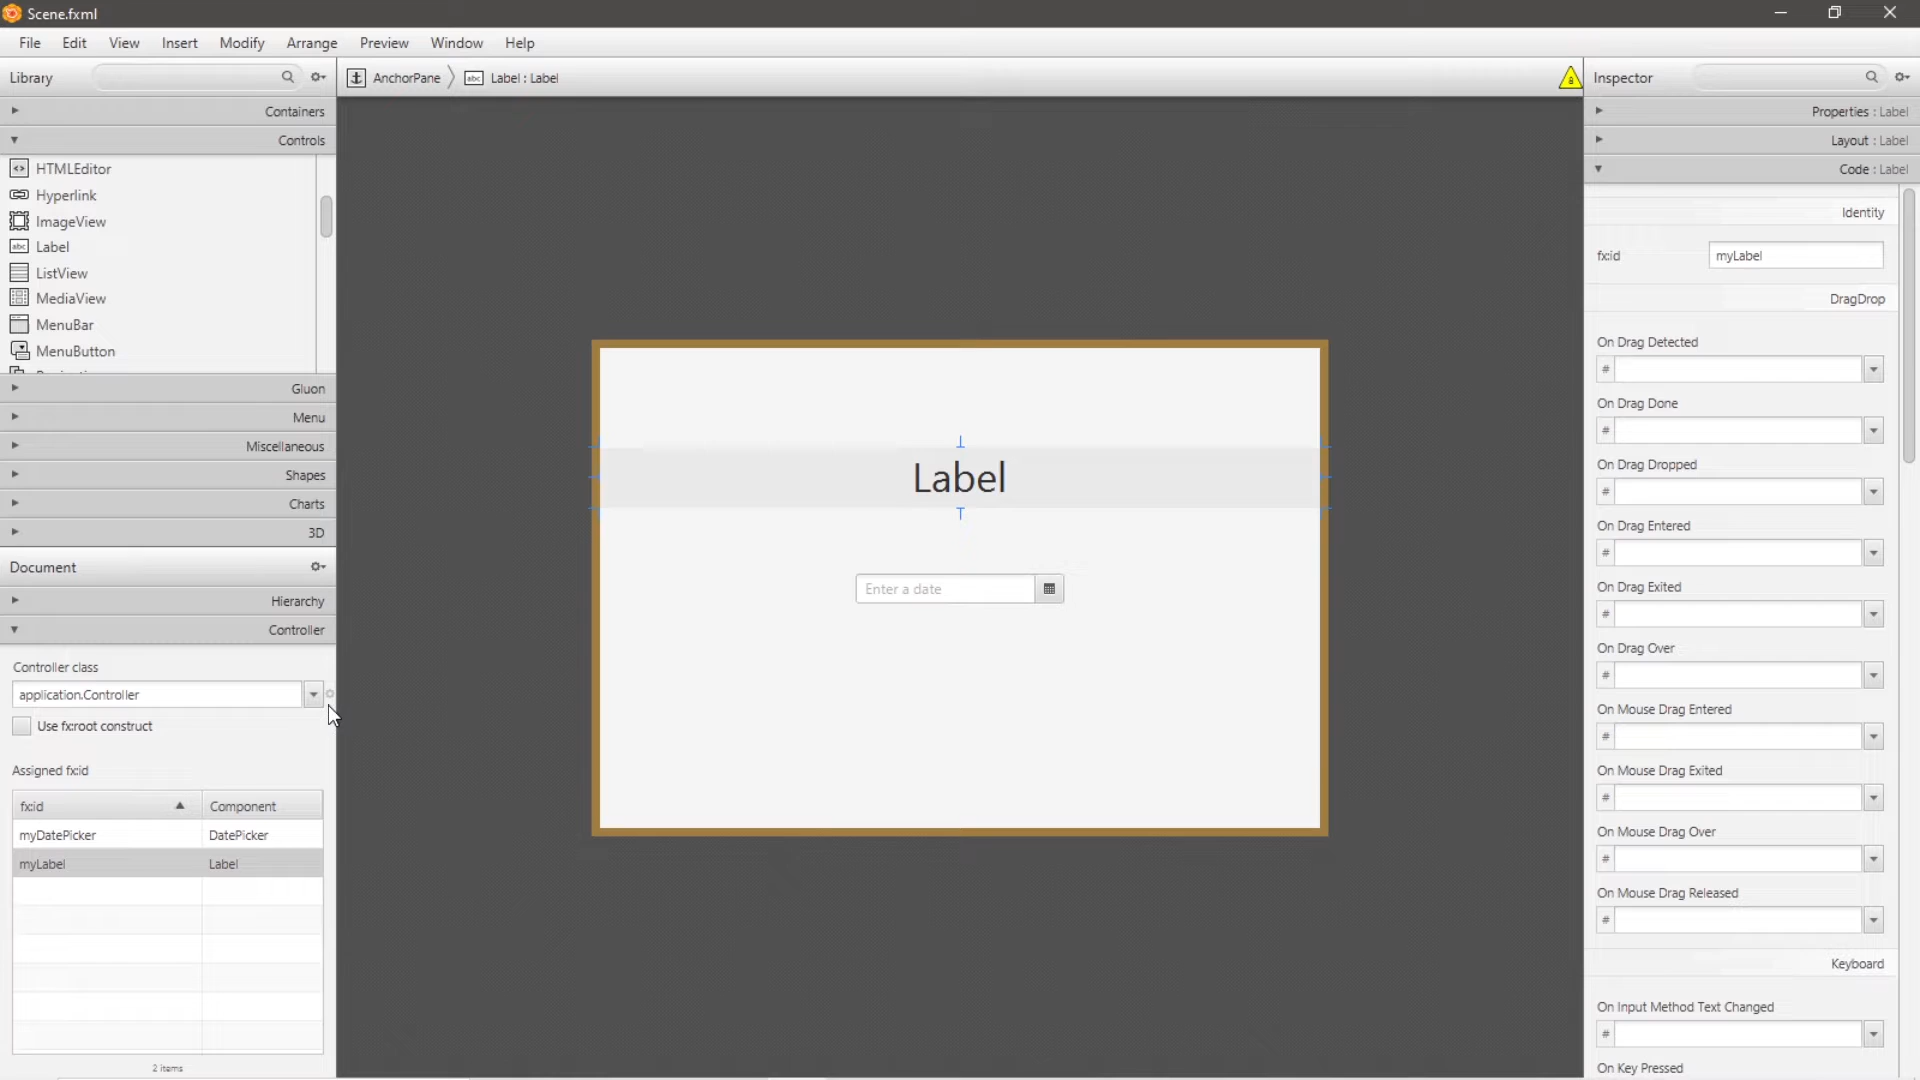 Scene.fxml
File Edit View Insert Modify Arrange Preview Window Help
Library
AnchorPane Label : Label
Inspector
Containers
Controls
HTMLEditor
Hyperlink
ImageView
Label
ListView
MediaView
MenuBar
MenuButton
Gluon
Menu
Miscellaneous
Shapes
Charts
3D
Document
Hierarchy
Controller
Controller class
application.Controller
Use fx:root construct
Assigned fx:id
fx:id Component
myDatePicker DatePicker
myLabel Label
2 items
Label
Enter a date
Properties : Label
Layout : Label
Code : Label
Identity
fx:id myLabel
DragDrop
On Drag Detected
#
On Drag Done
#
On Drag Dropped
#
On Drag Entered
#
On Drag Exited
#
On Drag Over
#
On Mouse Drag Entered
#
On Mouse Drag Exited
#
On Mouse Drag Over
#
On Mouse Drag Released
#
Keyboard
On Input Method Text Changed
#
On Key Pressed